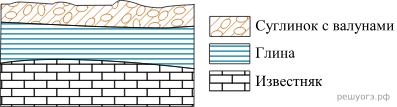 Суглинок с валунами
Глина
Известняк
решуогэ.рф